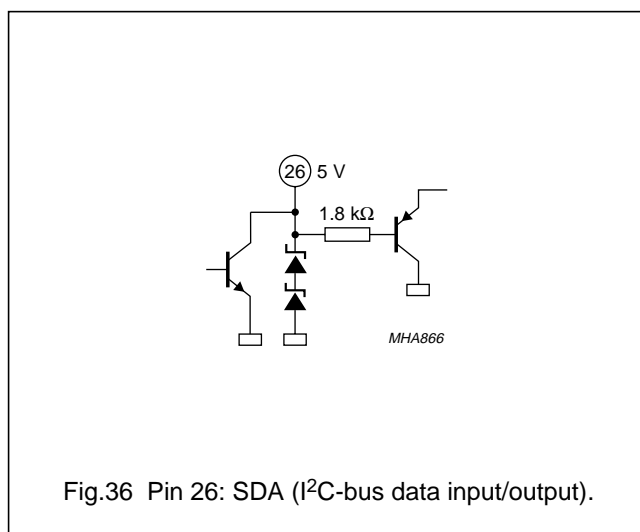 26 5 V
1.8 kΩ
MHA866
Fig.36 Pin 26: SDA (I²C-bus data input/output).